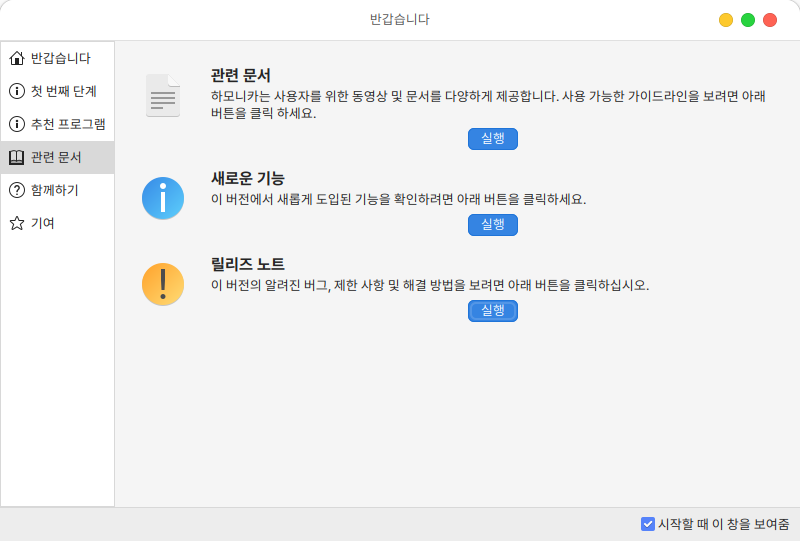 반갑습니다
반갑습니다
첫 번째 단계
추천 프로그램
관련 문서
함께하기
기여
관련 문서
하모니카는 사용자를 위한 동영상 및 문서를 다양하게 제공합니다. 사용 가능한 가이드라인을 보려면 아래
버튼을 클릭 하세요.
실행
새로운 기능
이 버전에서 새롭게 도입된 기능을 확인하려면 아래 버튼을 클릭하세요.
실행
릴리즈 노트
이 버전의 알려진 버그, 제한 사항 및 해결 방법을 보려면 아래 버튼을 클릭하십시오.
실행
시작할 때 이 창을 보여줌